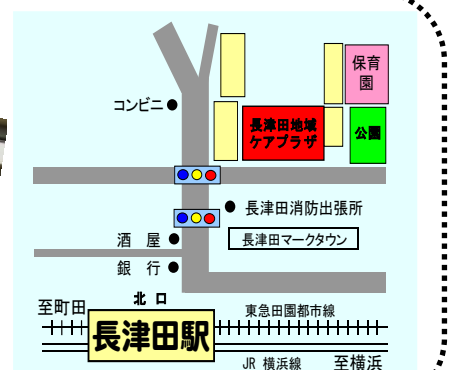 保育
園
コンビニ
長津田地域
ケアプラザ
公園
長津田消防出張所
酒 屋
長津田マークタウン
銀 行
北 口
至町田
東急田園都市線
長津田駅
JR 横浜線
至横浜